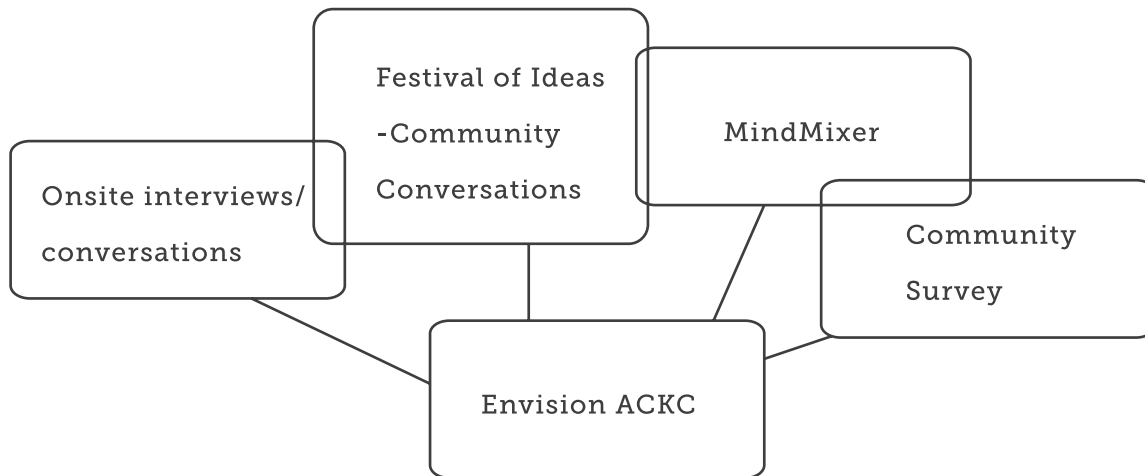 Festival of Ideas
-Community
Conversations
MindMixer
Onsite interviews/
conversations
Community
Survey
Envision ACKC